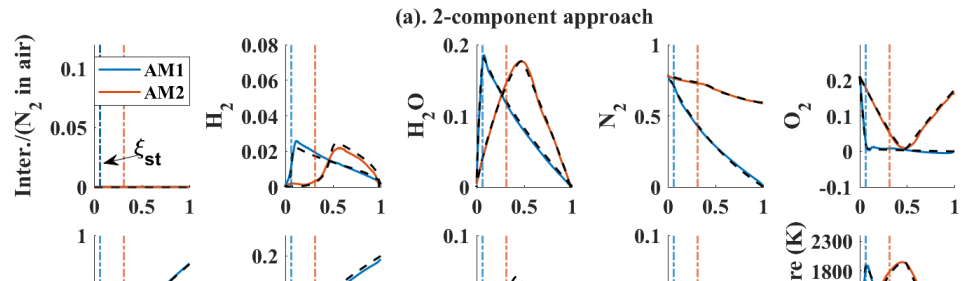 (a). 2-component approach
Inter./(N2 in air)
0.1
0.05
0
AM1
AM2
ξst
0 0.5 1
H2
0.08
0.06
0.04
0.02
0
0 0.5 1
H2O
0.2
0.1
0
0 0.5 1
N2
1
0.5
0
0 0.5 1
O2
0.2
0.1
0
-0.1
0 0.5 1
1
0.2
0.1
0.1
re (K)
2300
1800